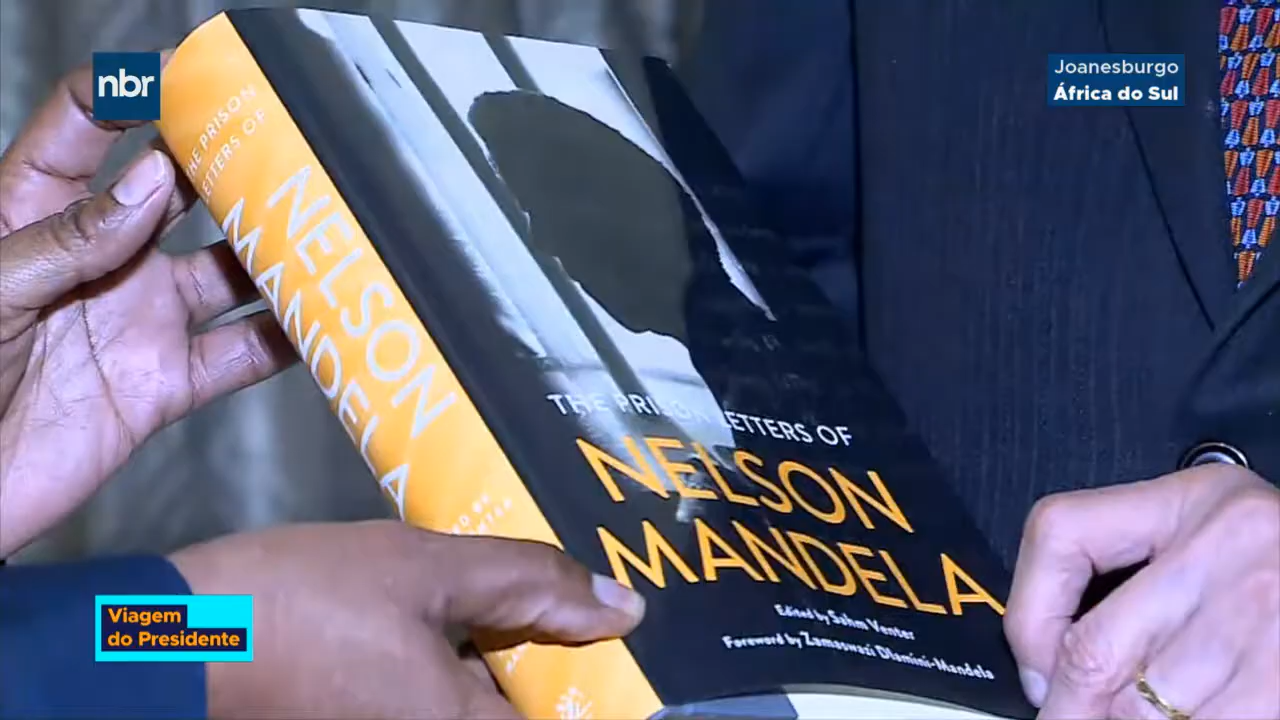 nbr
Joanesburgo
África do Sul
THE PRISON
LETTERS OF
NELSON
MANDELA
THE PRISON LETTERS OF
NELSON
MANDELA
Edited by Sahm Venter
Foreword by Zamaswazi Dlamini-Mandela
Viagem
do Presidente